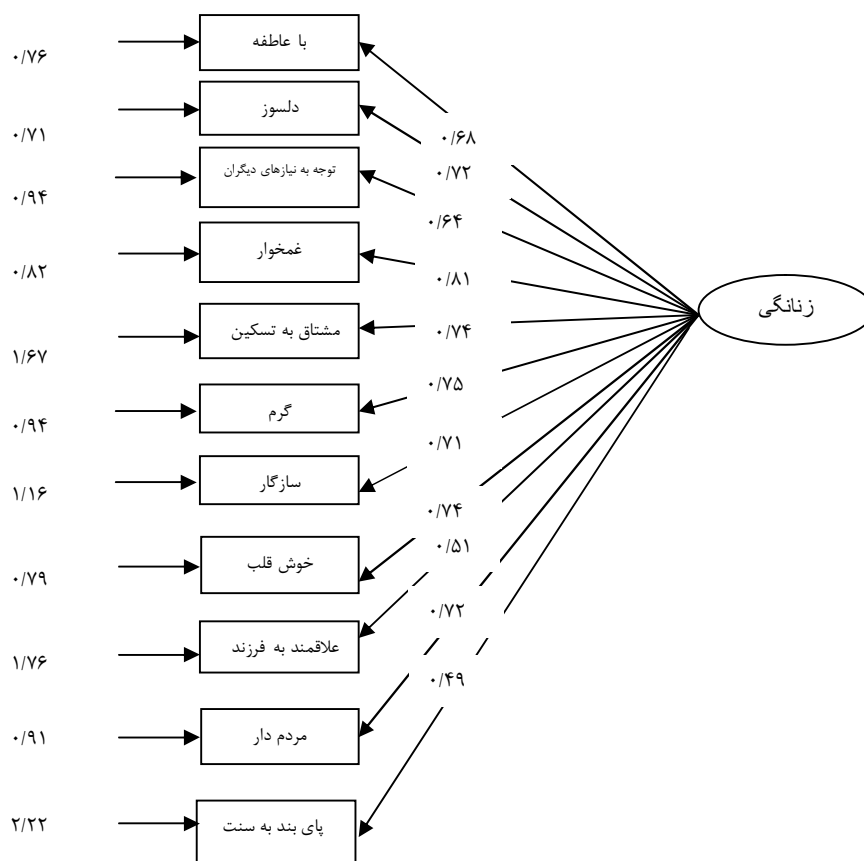 با عاطفه
۰/۷۶
دلسوز
۰/۶۸
۰/۷۱
توجه به نیازهای دیگران
۰/۷۲
۰/۹۴
۰/۶۴
غمخوار
۰/۸۲
۰/۸۱
زنانگی
مشتاق به تسکین
۰/۷۴
۱/۶۷
۰/۷۵
گرم
۰/۹۴
۰/۷۱
سازگار
۱/۱۶
۰/۷۴
۰/۵۱
خوش قلب
۰/۷۹
۰/۷۲
علاقمند به فرزند
۱/۷۶
۰/۴۹
مردم دار
۰/۹۱
پای بند به سنت
۲/۲۲